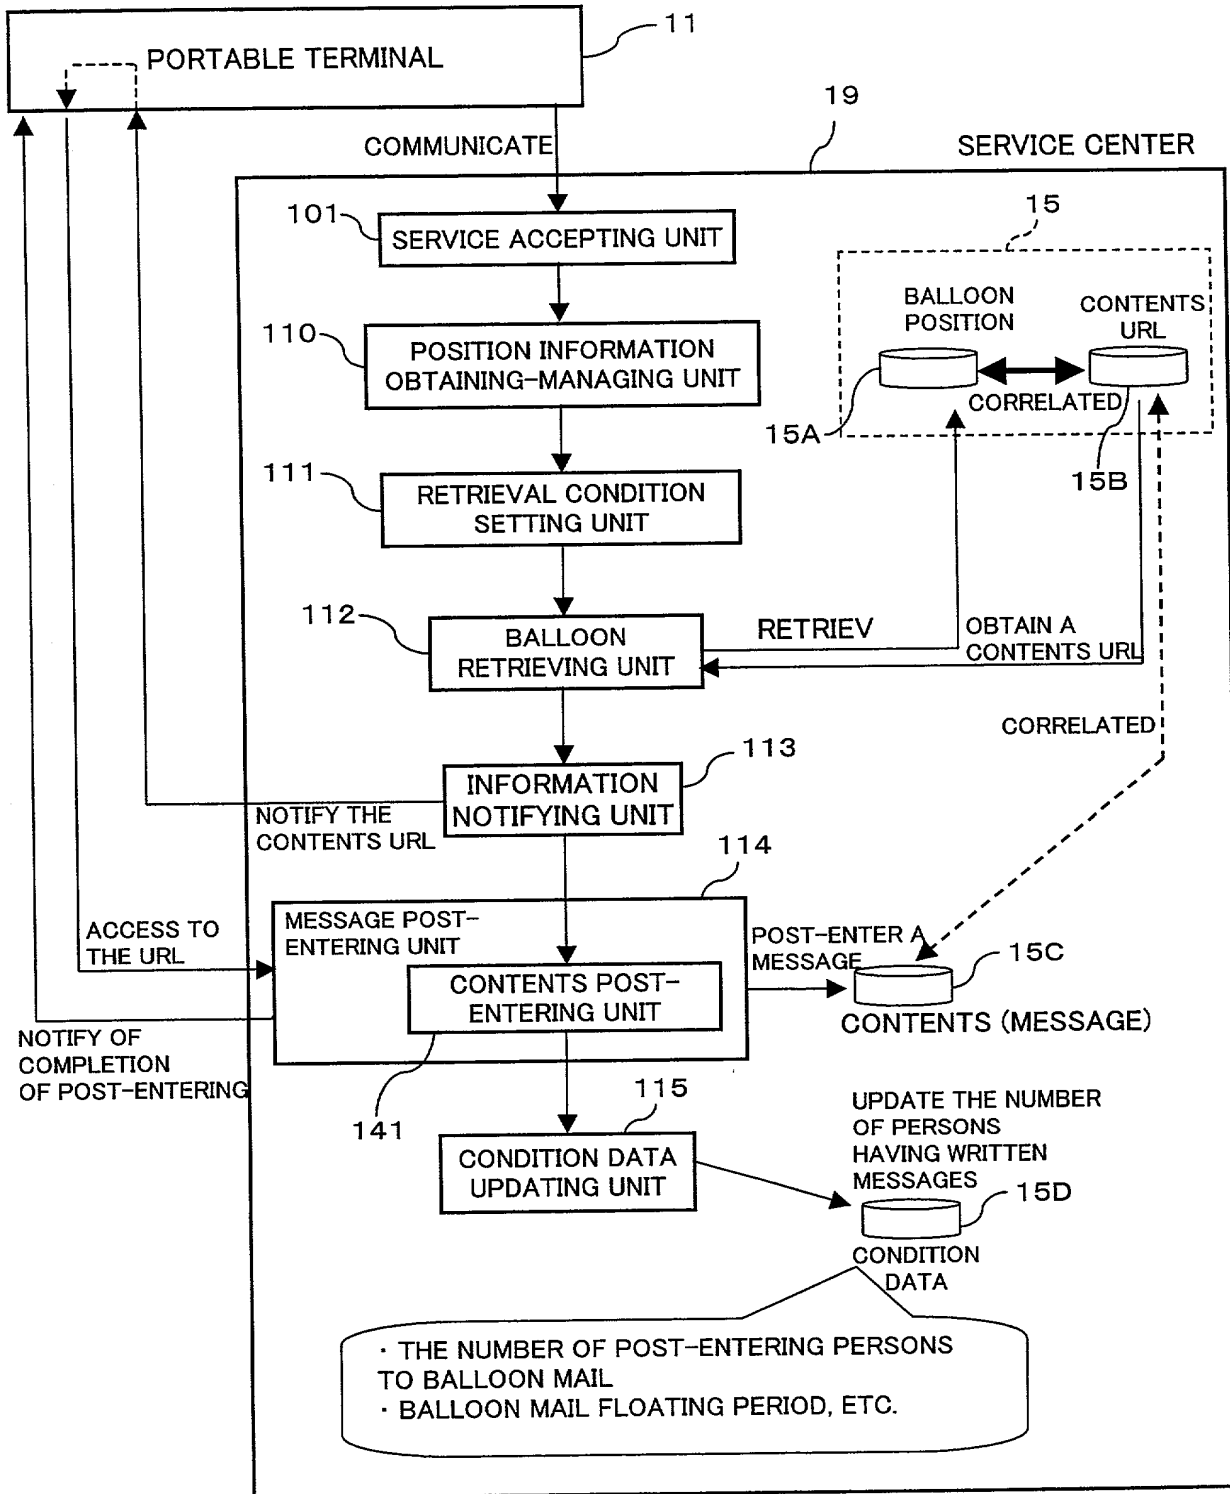 11
PORTABLE TERMINAL
19
COMMUNICATE
SERVICE CENTER
101
SERVICE ACCEPTING UNIT
15
BALLOON
POSITION
CONTENTS
URL
110
POSITION INFORMATION
OBTAINING-MANAGING UNIT
CORRELATED
15A
15B
111
RETRIEVAL CONDITION
SETTING UNIT
112
BALLOON
RETRIEVING UNIT
RETRIEV
OBTAIN A
CONTENTS URL
CORRELATED
113
INFORMATION
NOTIFYING UNIT
NOTIFY THE
CONTENTS URL
114
MESSAGE POST-
ENTERING UNIT
ACCESS TO
THE URL
POST-ENTER A
MESSAGE
15C
CONTENTS POST-
ENTERING UNIT
CONTENTS (MESSAGE)
NOTIFY OF
COMPLETION
OF POST-ENTERING
141
115
UPDATE THE NUMBER
OF PERSONS
HAVING WRITTEN
MESSAGES
CONDITION DATA
UPDATING UNIT
15D
CONDITION
DATA
· THE NUMBER OF POST-ENTERING PERSONS
TO BALLOON MAIL
· BALLOON MAIL FLOATING PERIOD, ETC.